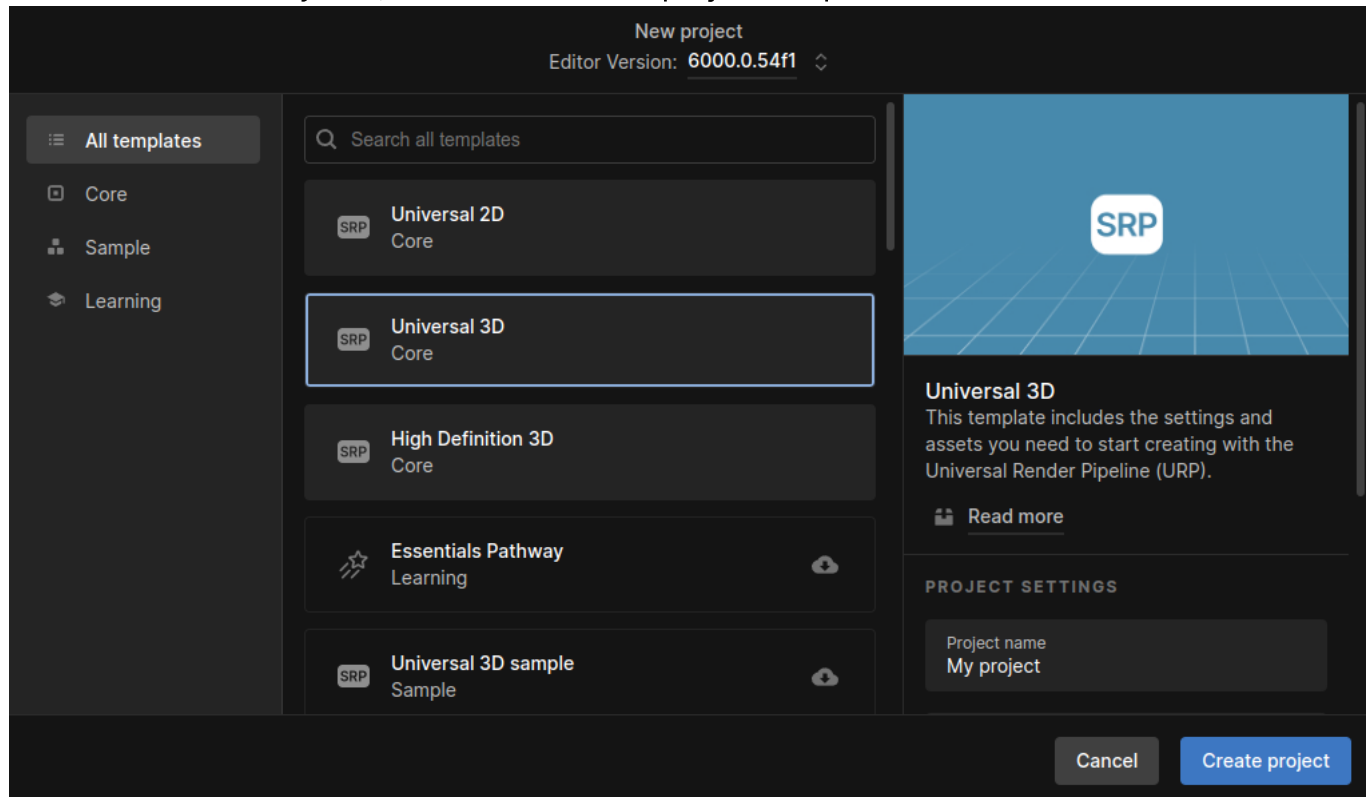 New project
Editor Version: 6000.0.54f1
All templates
Core
Sample
Learning
Search all templates
SRP
Universal 2D
Core
SRP
Universal 3D
Core
SRP
High Definition 3D
Core
Essentials Pathway
Learning
SRP
Universal 3D sample
Sample
SRP
Universal 3D
This template includes the settings and
assets you need to start creating with the
Universal Render Pipeline (URP).
Read more
PROJECT SETTINGS
Project name
My project
Cancel
Create project